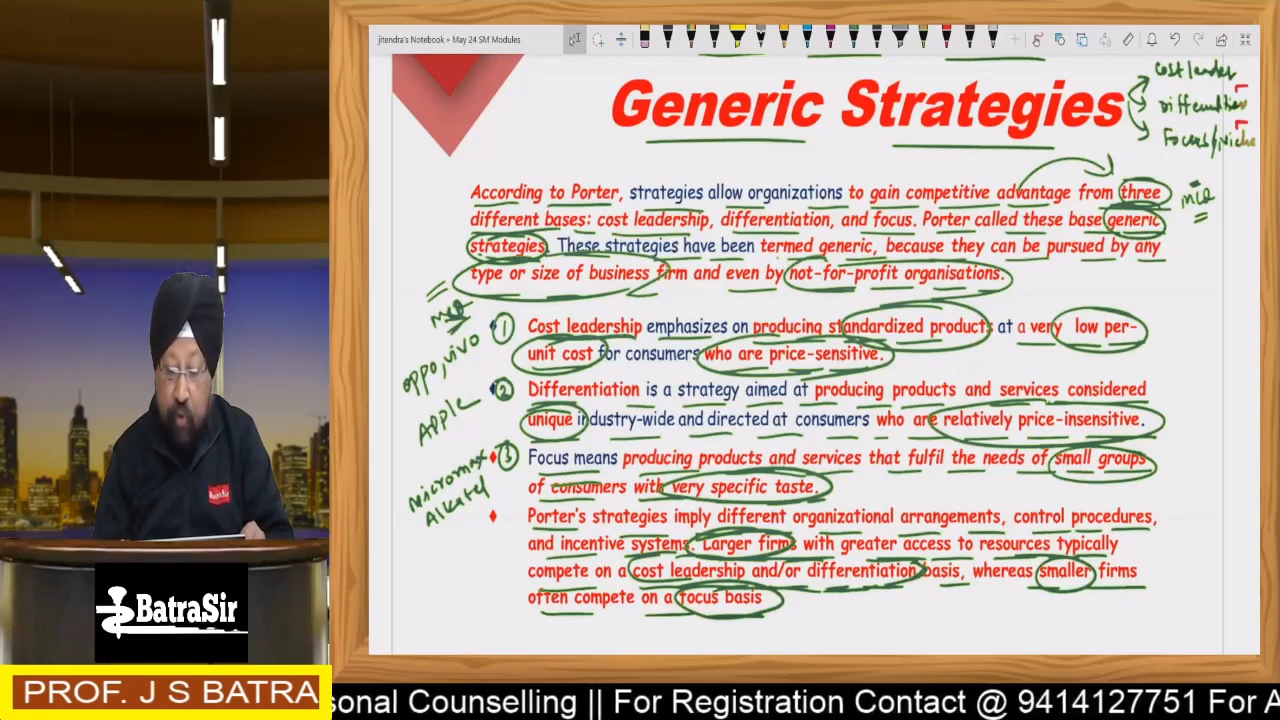 jitendra's Notebook » May 24 SM Modules
Generic Strategies
Cost leader
Differentiation
Focus/Niche
According to Porter, strategies allow organizations to gain competitive advantage from three
different bases: cost leadership, differentiation, and focus. Porter called these base generic
strategies. These strategies have been termed generic, because they can be pursued by any
type or size of business firm and even by not-for-profit organisations.
MCQ
MCQ
1 Cost leadership emphasizes on producing standardized products at a very low per-
unit cost for consumers who are price-sensitive.
oppo, vivo
2 Differentiation is a strategy aimed at producing products and services considered
unique industry-wide and directed at consumers who are relatively price-insensitive.
Apple
3 Focus means producing products and services that fulfil the needs of small groups
of consumers with very specific taste.
Micromax
Alkatel
Porter's strategies imply different organizational arrangements, control procedures,
and incentive systems. Larger firms with greater access to resources typically
compete on a cost leadership and/or differentiation basis, whereas smaller firms
often compete on a focus basis
BatraSir
BatraSir
PROF. J S BATRA
sonal Counselling || For Registration Contact @ 9414127751 For A